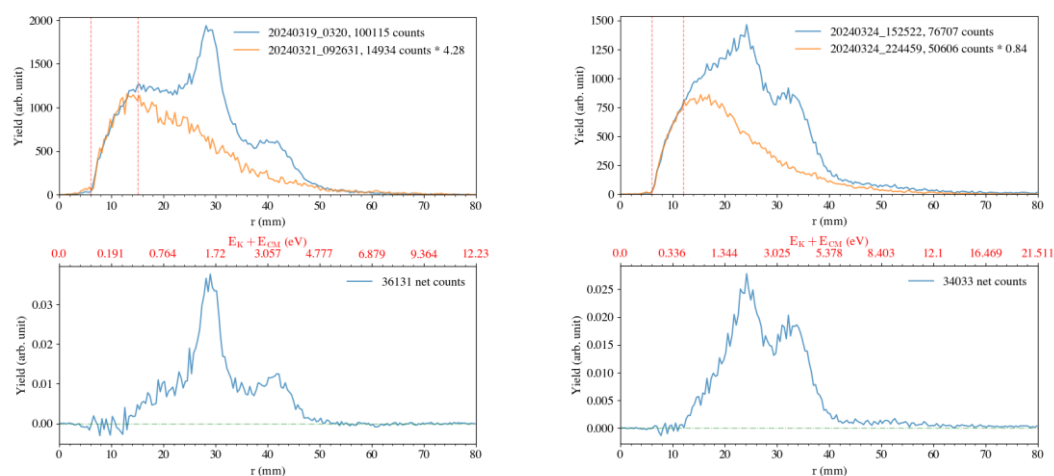 2000
1500
1000
500
0
Yield (arb. unit)
20240319_0320, 100115 counts
20240321_092631, 14934 counts * 4.28
0 10 20 30 40 50 60 70 80
r (mm)
1500
1250
1000
750
500
250
0
Yield (arb. unit)
20240324_152522, 76707 counts
20240324_224459, 50606 counts * 0.84
0 10 20 30 40 50 60 70 80
r (mm)
E_K + E_CM (eV)
0.0 0.191 0.764 1.72 3.057 4.777 6.879 9.364 12.23
0.03
0.02
0.01
0.00
Yield (arb. unit)
36131 net counts
0 10 20 30 40 50 60 70 80
r (mm)
E_K + E_CM (eV)
0.0 0.336 1.344 3.025 5.378 8.403 12.1 16.469 21.511
0.025
0.020
0.015
0.010
0.005
0.000
Yield (arb. unit)
34033 net counts
0 10 20 30 40 50 60 70 80
r (mm)